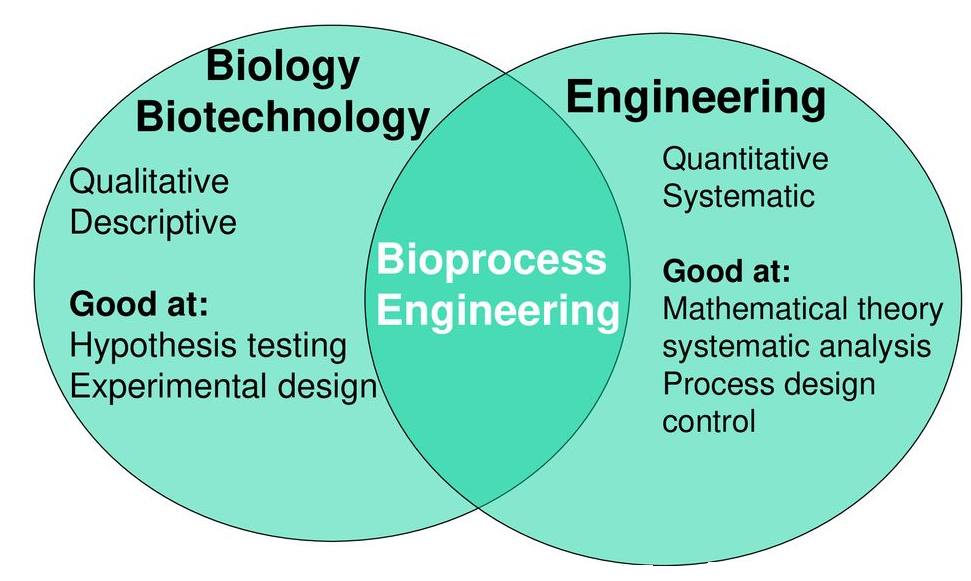 Biology
Biotechnology
Qualitative
Descriptive
Good at:
Hypothesis testing
Experimental design
Bioprocess
Engineering
Engineering
Quantitative
Systematic
Good at:
Mathematical theory
systematic analysis
Process design
control